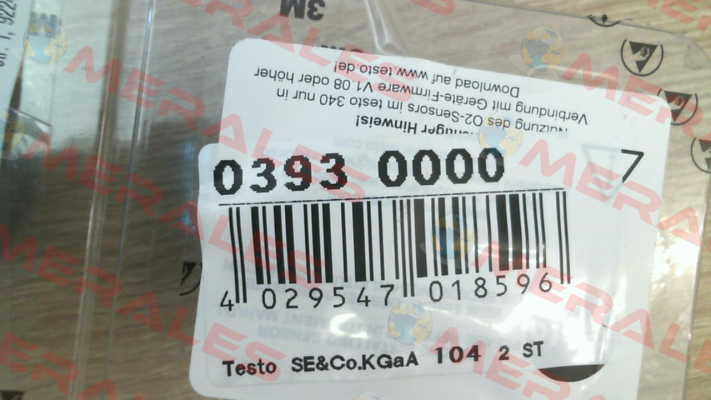 3M
MERALES
Wichtiger Hinweis!
Nutzung des O2-Sensors im testo 340 nur in
Verbindung mit Geräte-Firmware V1.08 oder höher
Download auf www.testo.de!
0393 0000 7
4 029547 018596
Testo SE&Co.KGaA 104 2 ST